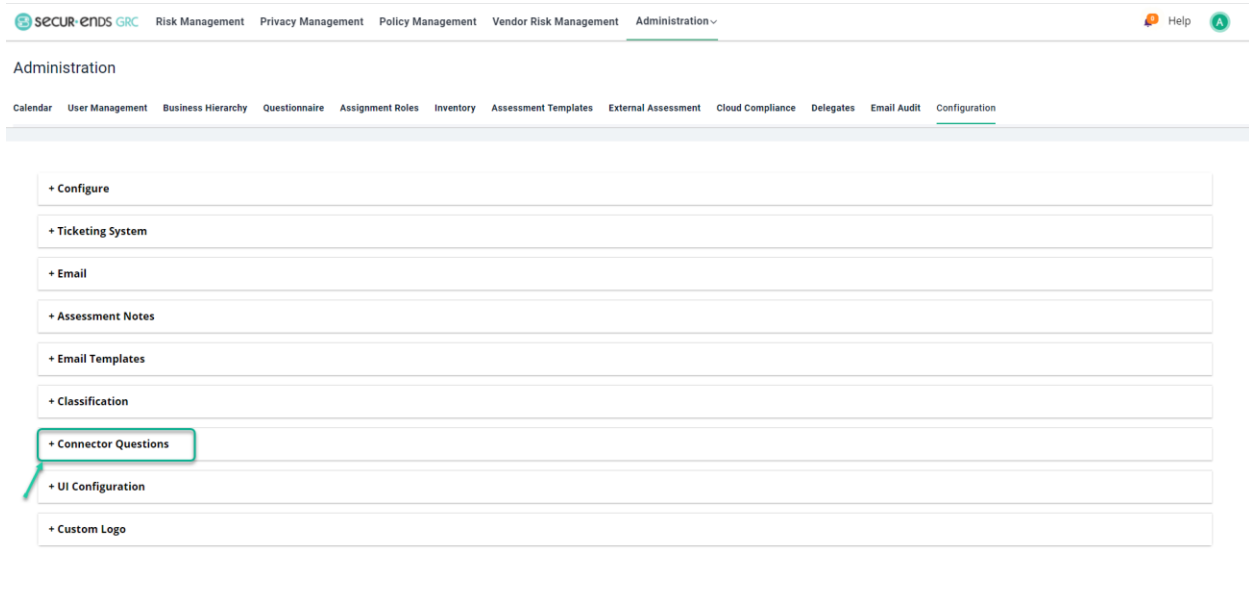 SECUR·ENDS GRC Risk Management Privacy Management Policy Management Vendor Risk Management Administration Help A
Administration
Calendar User Management Business Hierarchy Questionnaire Assignment Roles Inventory Assessment Templates External Assessment Cloud Compliance Delegates Email Audit Configuration
+ Configure
+ Ticketing System
+ Email
+ Assessment Notes
+ Email Templates
+ Classification
+ Connector Questions
+ UI Configuration
+ Custom Logo